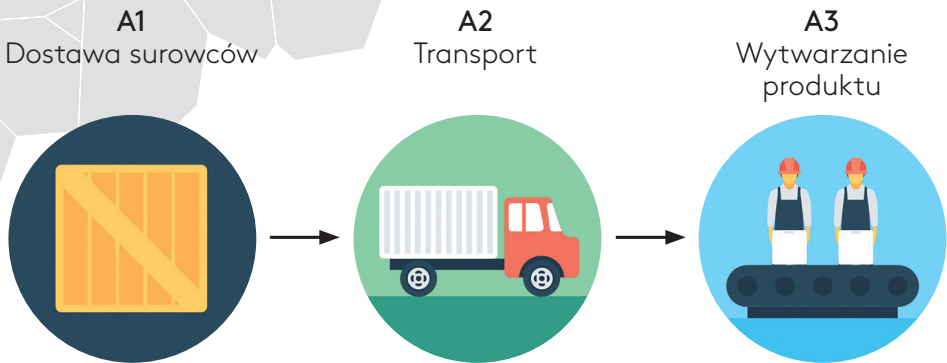 A1
Dostawa surowców
A2
Transport
A3
Wytwarzanie
produktu